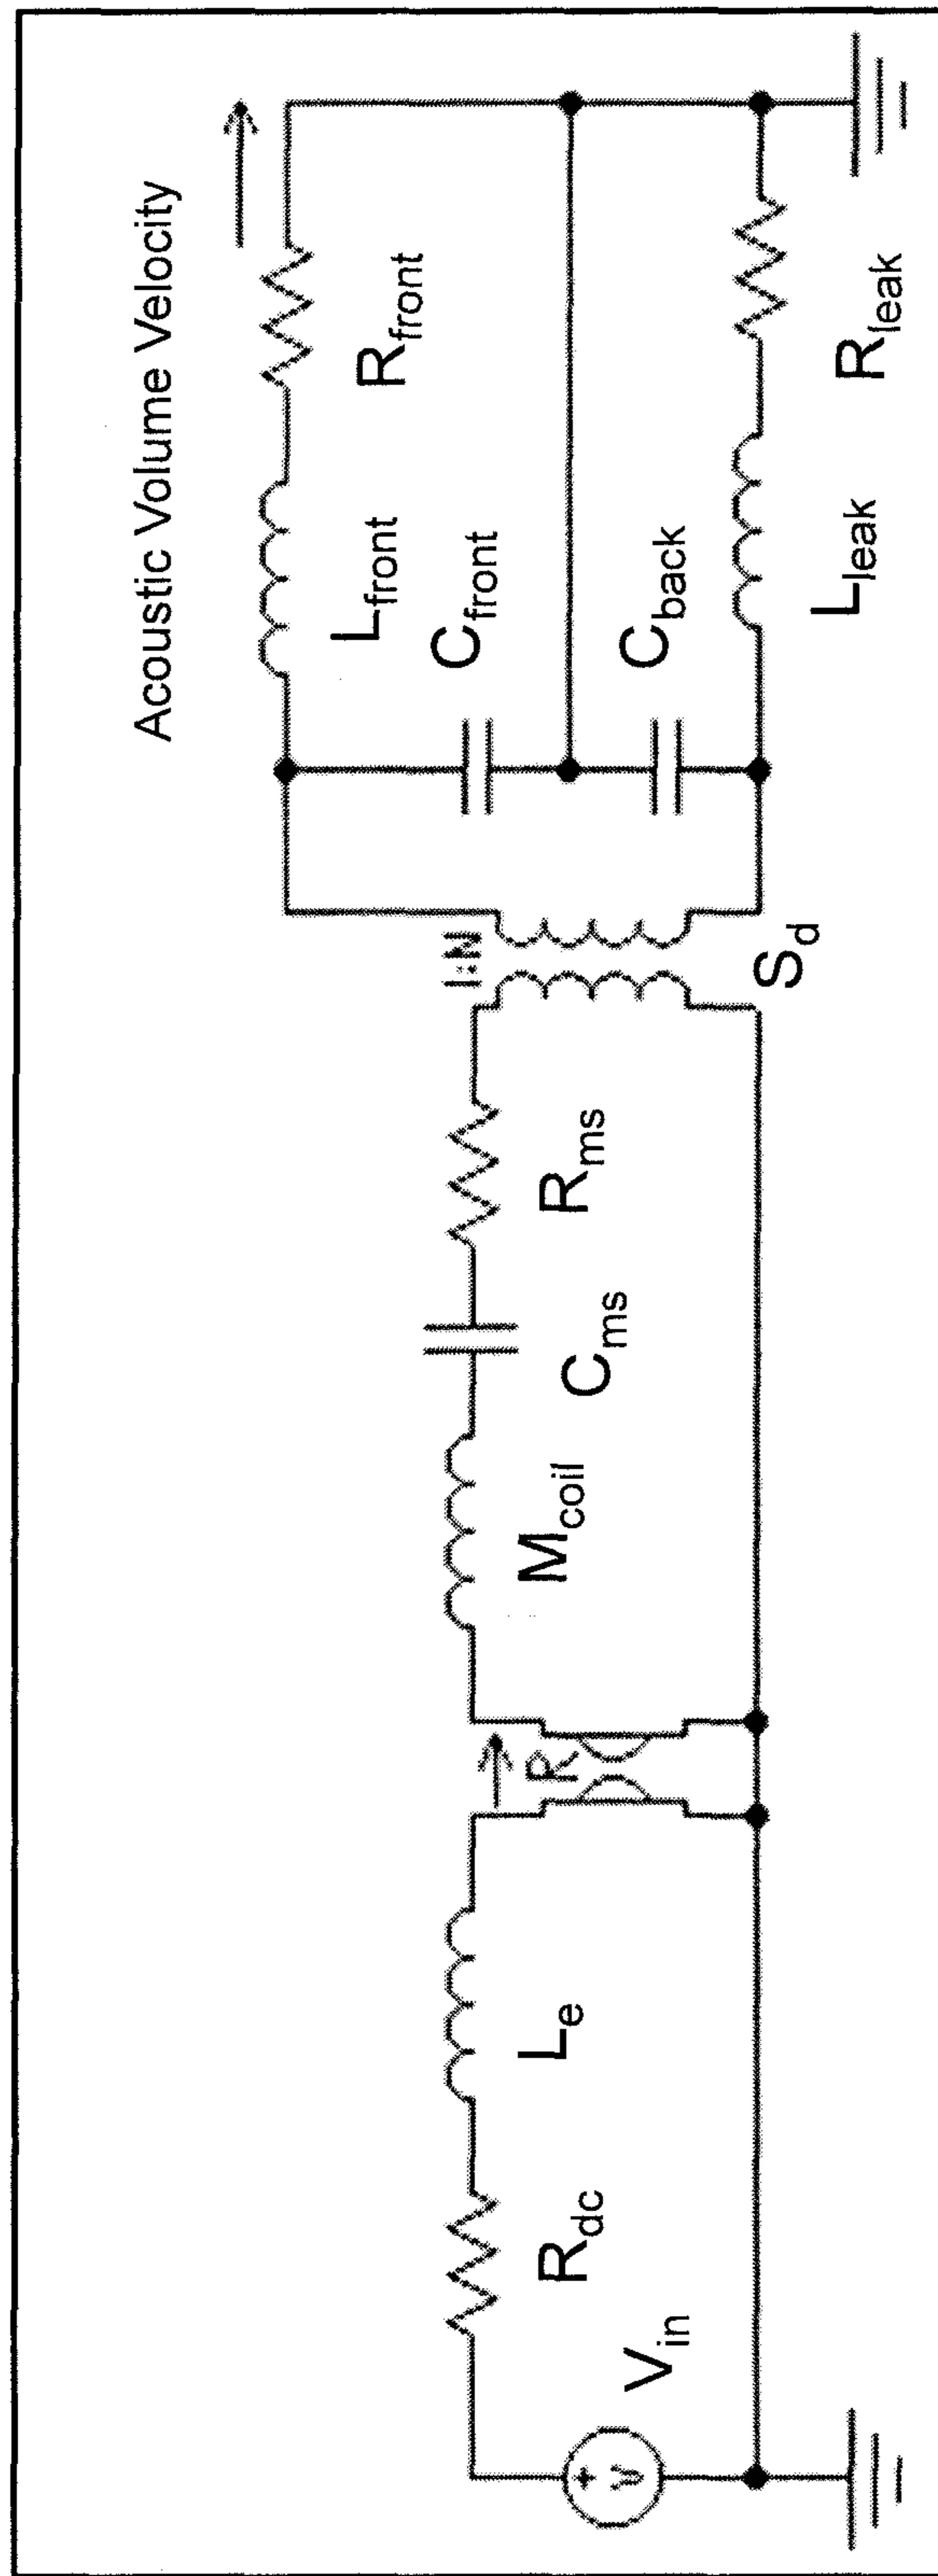 Acoustic Volume Velocity
V_in
+
V
R_dc
L_e
R
M_coil
C_ms
R_ms
1:N
S_d
L_front
R_front
C_front
C_back
L_leak
R_leak